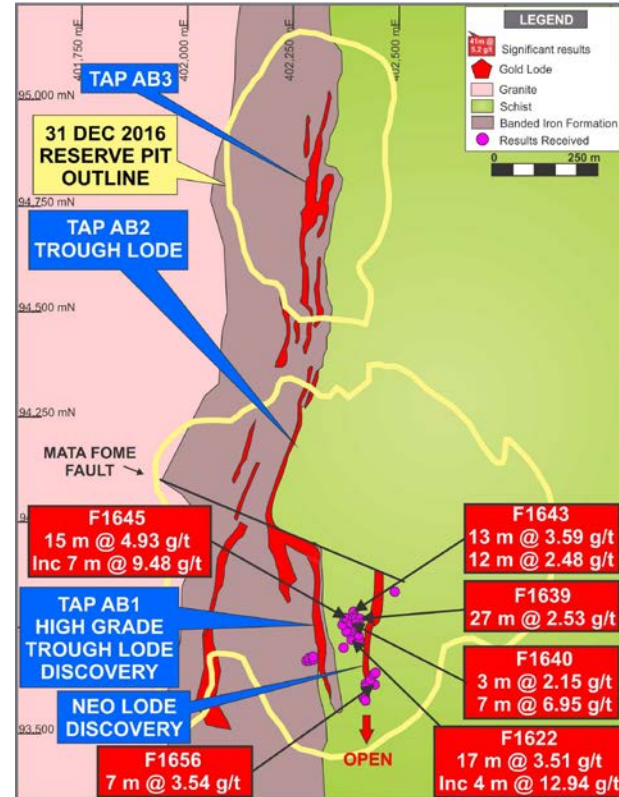 401,750 mE
402,000 mE
402,250 mE
402,500 mE
LEGEND
41m @
5.2 g/t
Significant results
Gold Lode
Granite
Schist
Banded Iron Formation
Results Received
0 250 m
TAP AB3
95,000 mN
31 DEC 2016
RESERVE PIT
OUTLINE
94,750 mN
TAP AB2
TROUGH LODE
94,500 mN
94,250 mN
MATA FOME
FAULT
F1645
15 m @ 4.93 g/t
Inc 7 m @ 9.48 g/t
F1643
13 m @ 3.59 g/t
12 m @ 2.48 g/t
F1639
27 m @ 2.53 g/t
TAP AB1
HIGH GRADE
TROUGH LODE
DISCOVERY
F1640
3 m @ 2.15 g/t
7 m @ 6.95 g/t
NEO LODE
DISCOVERY
93,500 mN
F1622
17 m @ 3.51 g/t
Inc 4 m @ 12.94 g/t
F1656
7 m @ 3.54 g/t
OPEN